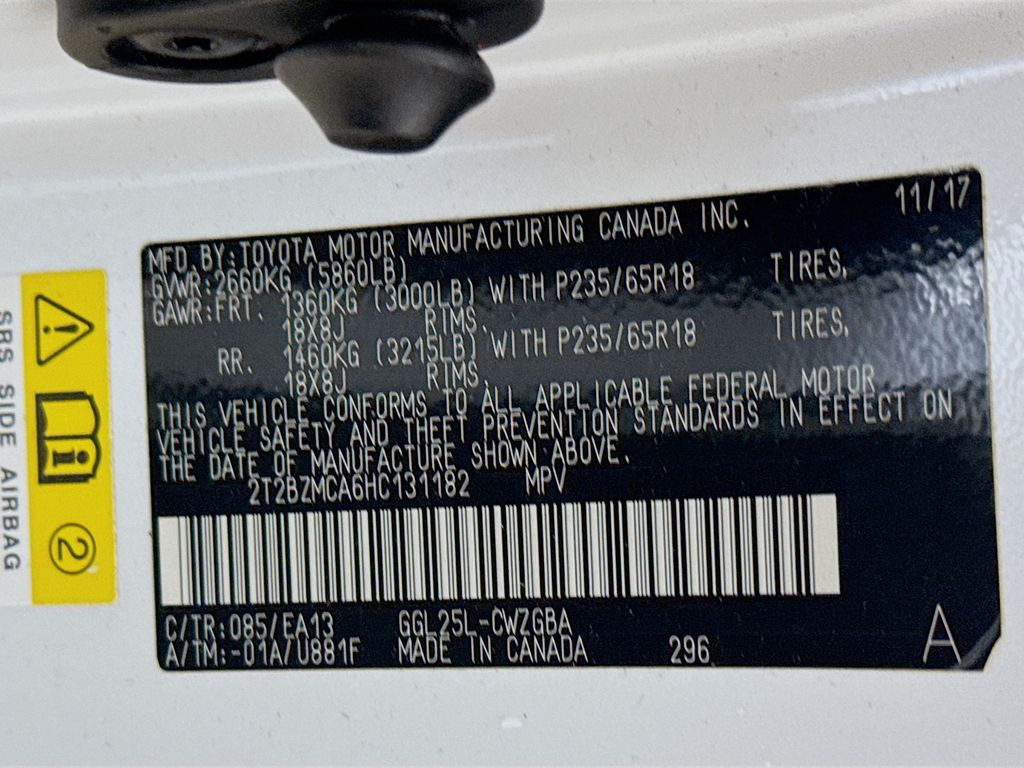 11/17
MFD. BY: TOYOTA MOTOR MANUFACTURING CANADA INC.
GVWR: 2660KG (5860LB)
GAWR: FRT. 1360KG (3000LB) WITH P235/65R18 TIRES,
18X8J RIMS.
RR. 1460KG (3215LB) WITH P235/65R18 TIRES,
18X8J RIMS.
THIS VEHICLE CONFORMS TO ALL APPLICABLE FEDERAL MOTOR
VEHICLE SAFETY AND THEFT PREVENTION STANDARDS IN EFFECT ON
THE DATE OF MANUFACTURE SHOWN ABOVE.
2T2BZMCA6HC131182 MPV
C/TR: 085/EA13 GGL25L-CWZGBA
A/TM:-01A/U881F MADE IN CANADA 296 A
SRS SIDE AIRBAG
2